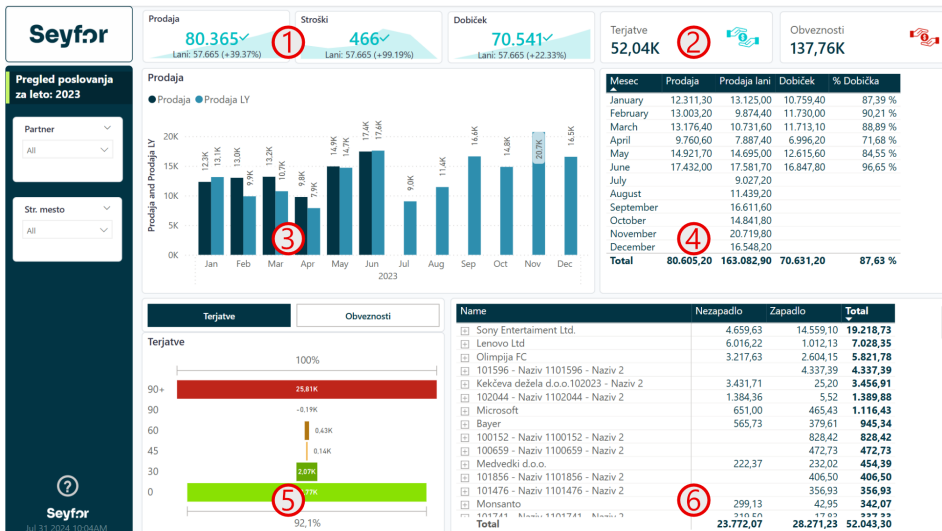 Seyfor
Pregled poslovanja
za leto: 2023
Partner
All
Str. mesto
All
Seyfor
Jul 31 2024 10:04AM
Prodaja
80.365
Lani: 57.665 (+39.37%)
Stroški
466
Lani: 57.665 (+99.19%)
Dobiček
70.541
Lani: 57.665 (+22.33%)
1
Terjatve
52,04K
2
Obveznosti
137,76K
Prodaja
Prodaja Prodaja LY
Prodaja and Prodaja LY
20K
15K
10K
5K
0K
12.3K 13.1K 13.0K 9.9K 13.2K 10.7K 9.8K 7.9K 14.9K 14.7K 17.4K 17.6K 9.0K 11.4K 16.6K 14.8K 20.7K 16.5K
3
Jan Feb Mar Apr May Jun Jul Aug Sep Oct Nov Dec
2023
Mesec Prodaja Prodaja lani Dobiček % Dobička
January 12.311,30 13.125,00 10.759,40 87,39 %
February 13.003,20 9.874,40 11.730,00 90,21 %
March 13.176,40 10.731,60 11.713,10 88,89 %
April 9.760,60 7.887,40 6.996,20 71,68 %
May 14.921,70 14.695,00 12.615,60 84,55 %
June 17.432,00 17.581,70 16.847,80 96,65 %
July 9.027,20
August 11.439,20
September 16.611,60
October 14.841,80
November 20.719,80
December 16.548,20
Total 80.605,20 163.082,90 70.631,20 87,63 %
4
Terjatve Obveznosti
Terjatve
100%
90+ 25,81K
90 -0,19K
60 0,43K
45 0,14K
30 2,07K
0
5
92,1%
Name Nezapadlo Zapadlo Total
Sony Entertaiment Ltd. 4.659,63 14.559,10 19.218,73
Lenovo Ltd 6.016,22 1.012,13 7.028,35
Olimpija FC 3.217,63 2.604,15 5.821,78
101596 - Naziv 1101596 - Naziv 2 4.337,39 4.337,39
Kekčeva dežela d.o.o.102023 - Naziv 2 3.431,71 25,20 3.456,91
102044 - Naziv 1102044 - Naziv 2 1.384,36 5,52 1.389,88
Microsoft 651,00 465,43 1.116,43
Bayer 565,73 379,61 945,34
100152 - Naziv 1100152 - Naziv 2 828,42 828,42
100659 - Naziv 1100659 - Naziv 2 472,73 472,73
Medvedki d.o.o. 222,37 232,02 454,39
101856 - Naziv 1101856 - Naziv 2 406,50 406,50
101476 - Naziv 1101476 - Naziv 2 356,93 356,93
Monsanto 299,13 42,95 342,07
6
Total 23.772,07 28.271,23 52.043,30